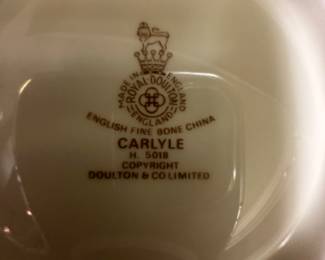 MADE IN ENGLAND
ROYAL DOULTON
ENGLAND
ENGLISH FINE BONE CHINA
CARLYLE
H. 5018
COPYRIGHT
DOULTON & CO LIMITED